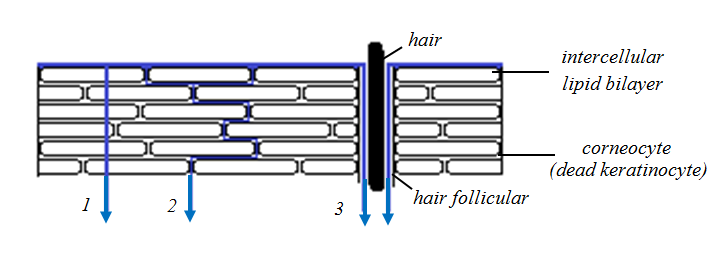 hair
intercellular
lipid bilayer
corneocyte
(dead keratinocyte)
hair follicular
1
2
3